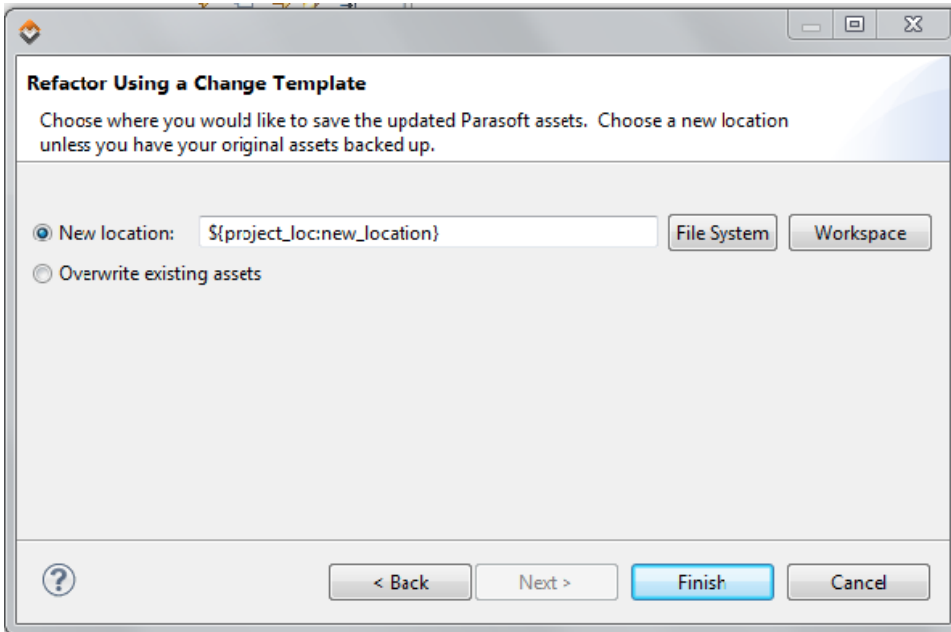 Refactor Using a Change Template
Choose where you would like to save the updated Parasoft assets.  Choose a new location
unless you have your original assets backed up.
New location: ${project_loc:new_location} File System Workspace
Overwrite existing assets
? < Back Next > Finish Cancel